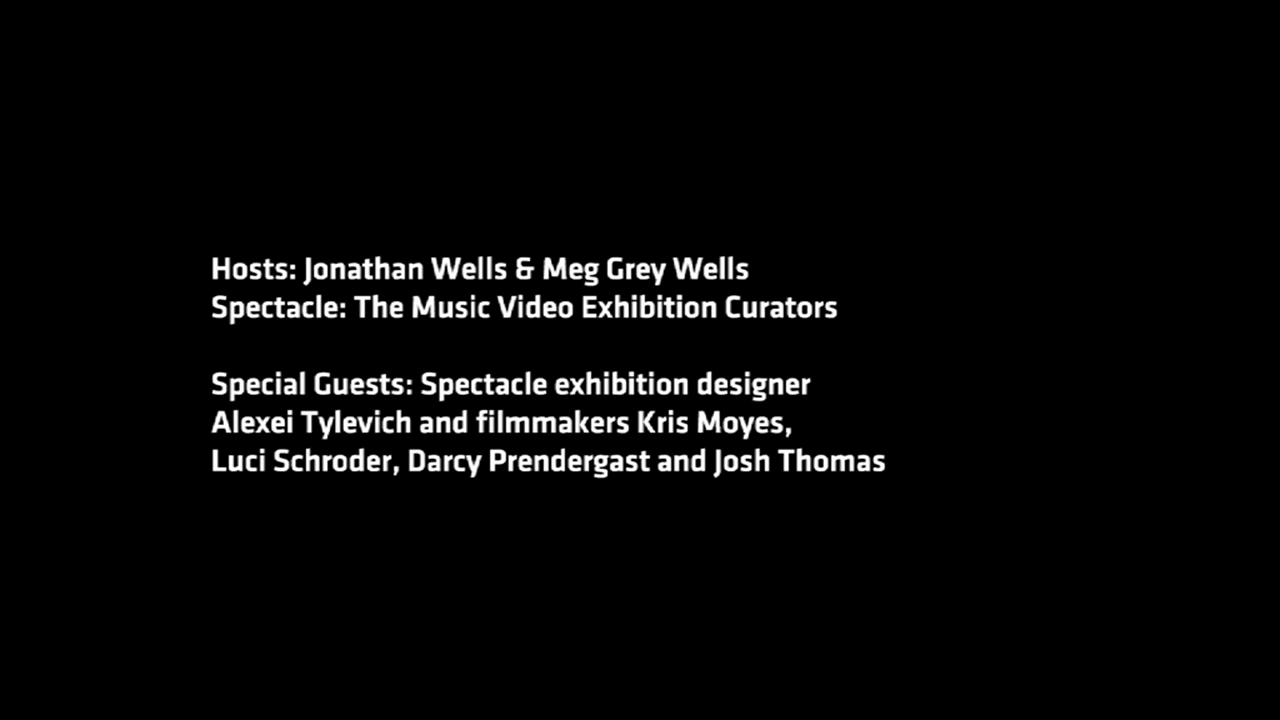 Hosts: Jonathan Wells & Meg Grey Wells
Spectacle: The Music Video Exhibition Curators
Special Guests: Spectacle exhibition designer
Alexei Tylevich and filmmakers Kris Moyes,
Luci Schroder, Darcy Prendergast and Josh Thomas